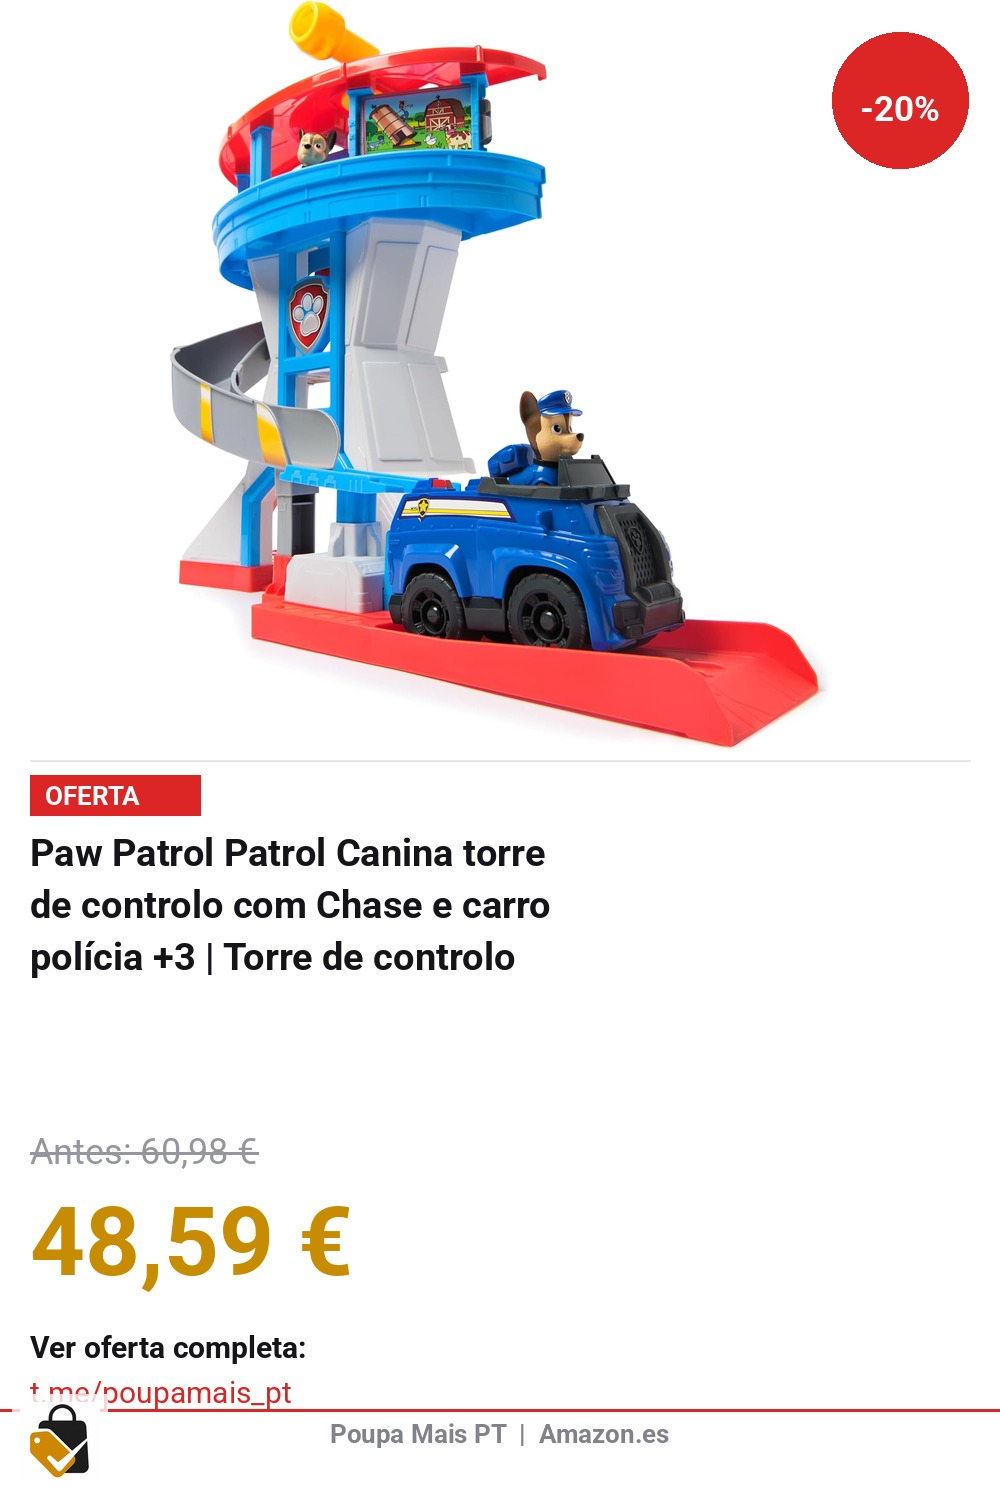 -20%
OFERTA
Paw Patrol Patrol Canina torre
de controlo com Chase e carro
polícia +3 | Torre de controlo
Antes: 60,98 €
48,59 €
Ver oferta completa:
t.me/poupamais_pt
Poupa Mais PT | Amazon.es